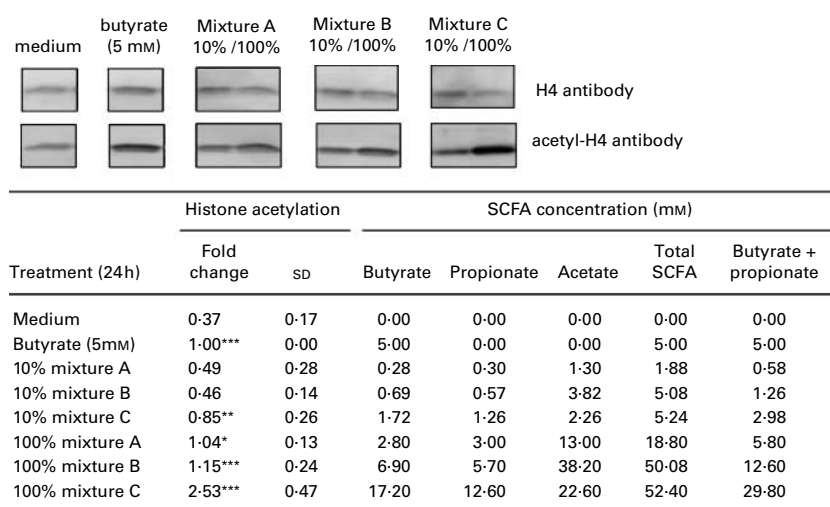 medium butyrate (5 mM) Mixture A 10% /100% Mixture B 10% /100% Mixture C 10% /100%
H4 antibody
acetyl-H4 antibody
Histone acetylation SCFA concentration (mM)
Treatment (24h) Fold change SD Butyrate Propionate Acetate Total SCFA Butyrate + propionate
Medium 0·37 0·17 0·00 0·00 0·00 0·00 0·00
Butyrate (5mM) 1·00*** 0·00 5·00 0·00 0·00 5·00 5·00
10% mixture A 0·49 0·28 0·28 0·30 1·30 1·88 0·58
10% mixture B 0·46 0·14 0·69 0·57 3·82 5·08 1·26
10% mixture C 0·85** 0·26 1·72 1·26 2·26 5·24 2·98
100% mixture A 1·04* 0·13 2·80 3·00 13·00 18·80 5·80
100% mixture B 1·15*** 0·24 6·90 5·70 38·20 50·08 12·60
100% mixture C 2·53*** 0·47 17·20 12·60 22·60 52·40 29·80